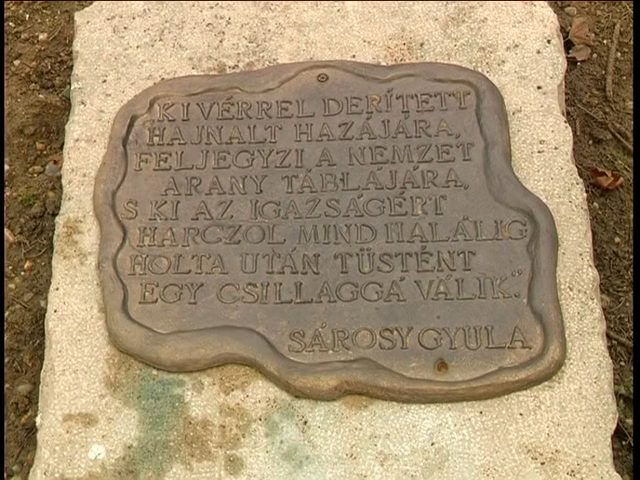 KI VÉRREL DERÍTETT
HAJNALT HAZÁJÁRA,
FELJEGYZI A NEMZET
ARANY TÁBLÁJÁRA,
S KI AZ IGAZSÁGÉRT
HARCZOL MIND HALÁLIG
HOLTA UTÁN TÜSTÉNT
EGY CSILLAGGÁ VÁLIK."
SÁROSY GYULA